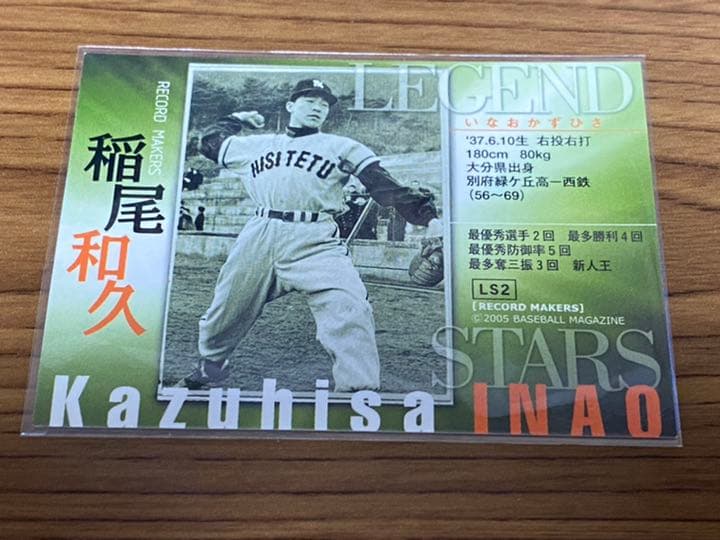 RECORD MAKERS
稲尾
和久
NISITETU
LEGEND
いなおかずひさ
'37.6.10生 右投右打
180cm 80kg
大分県出身
別府緑ケ丘高ー西鉄
(56〜69)
最優秀選手2回 最多勝利4回
最優秀防御率5回
最多奪三振3回 新人王
LS2
[RECORD MAKERS]
© 2005 BASEBALL MAGAZINE
STARS
Kazuhisa INAO